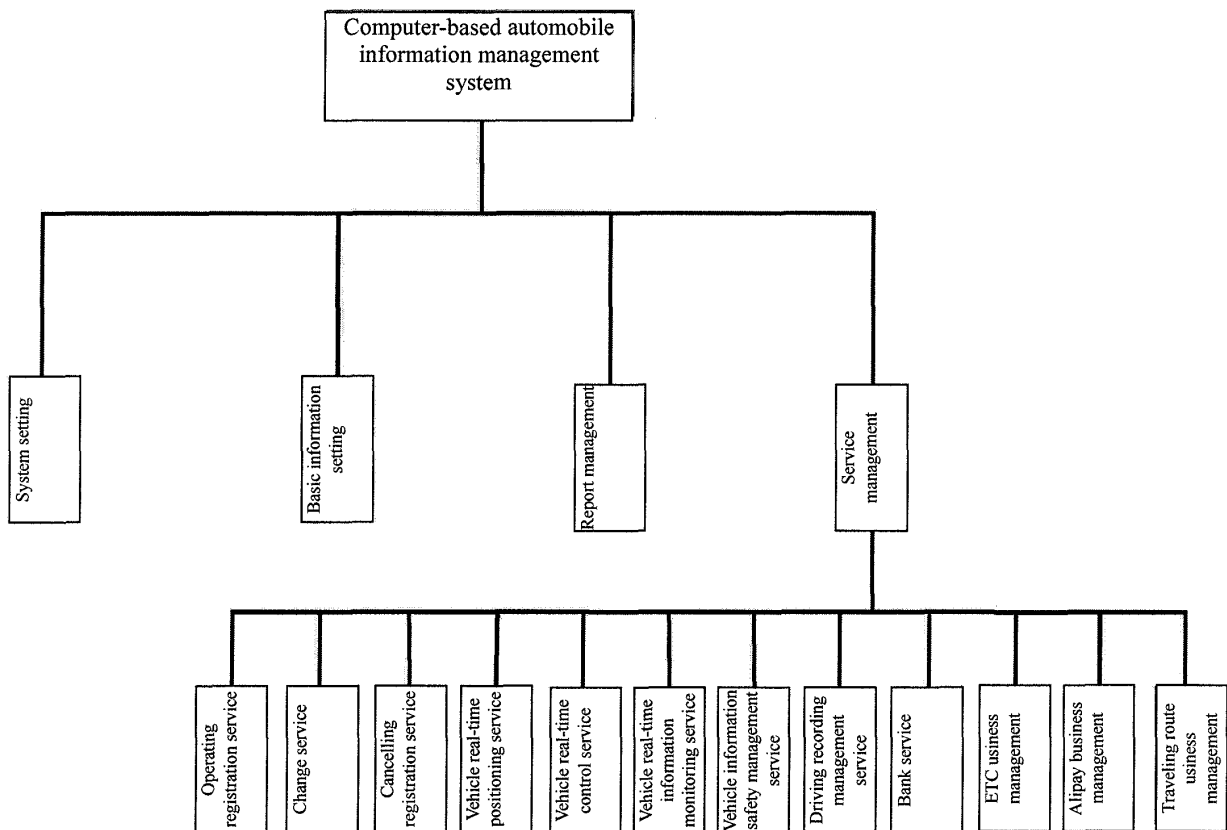 Computer-based automobile
information management
system
System setting
Basic information
setting
Report management
Service
management
Operating
registration service
Change service
Cancelling
registration service
Vehicle real-time
positioning service
Vehicle real-time
control service
Vehicle real-time
information
monitoring service
Vehicle information
safety management
service
Driving recording
management
service
Bank service
ETC usiness
management
Alipay business
management
Traveling route
usiness
management